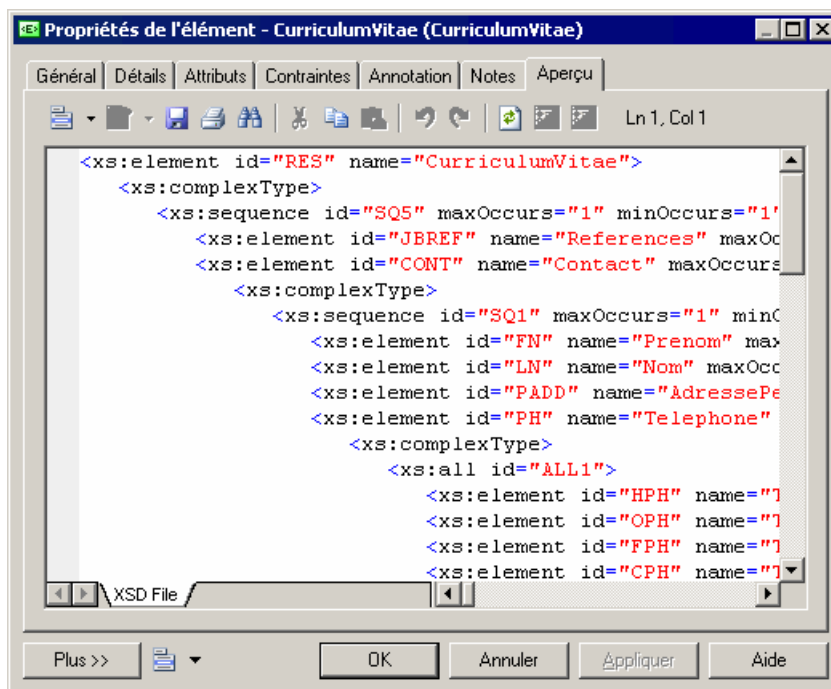 Propriétés de l'élément - CurriculumVitae (CurriculumVitae)
Général Détails Attributs Contraintes Annotation Notes Aperçu
Ln 1, Col 1
<xs:element id="RES" name="CurriculumVitae">
<xs:complexType>
<xs:sequence id="SQ5" maxOccurs="1" minOccurs="1"
<xs:element id="JBREF" name="References" maxOc
<xs:element id="CONT" name="Contact" maxOccurs
<xs:complexType>
<xs:sequence id="SQ1" maxOccurs="1" minO
<xs:element id="FN" name="Prenom" max
<xs:element id="LN" name="Nom" maxOcc
<xs:element id="PADD" name="AdressePe
<xs:element id="PH" name="Telephone"
<xs:complexType>
<xs:all id="ALL1">
<xs:element id="HPH" name="T
<xs:element id="OPH" name="T
<xs:element id="FPH" name="T
<xs:element id="CPH" name="T
XSD File
Plus >> OK Annuler Appliquer Aide